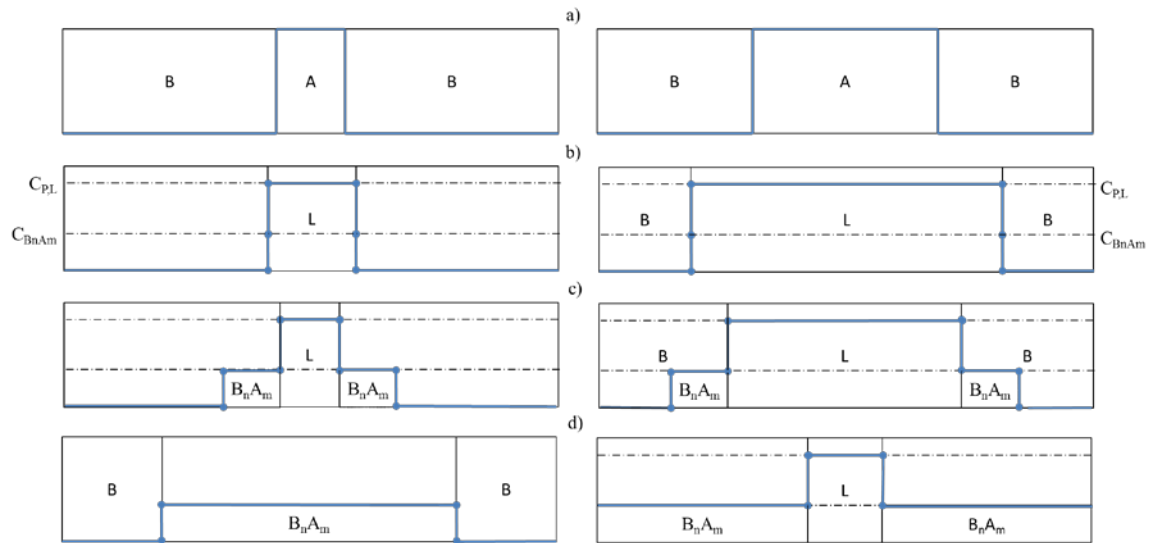 a)
B A B B A B
b)
C_{P,L} C_{P,L}
L B L B
C_{BnAm} C_{BnAm}
c)
L B L B
B_nA_m B_nA_m B_nA_m B_nA_m
d)
B B L
B_nA_m B_nA_m B_nA_m